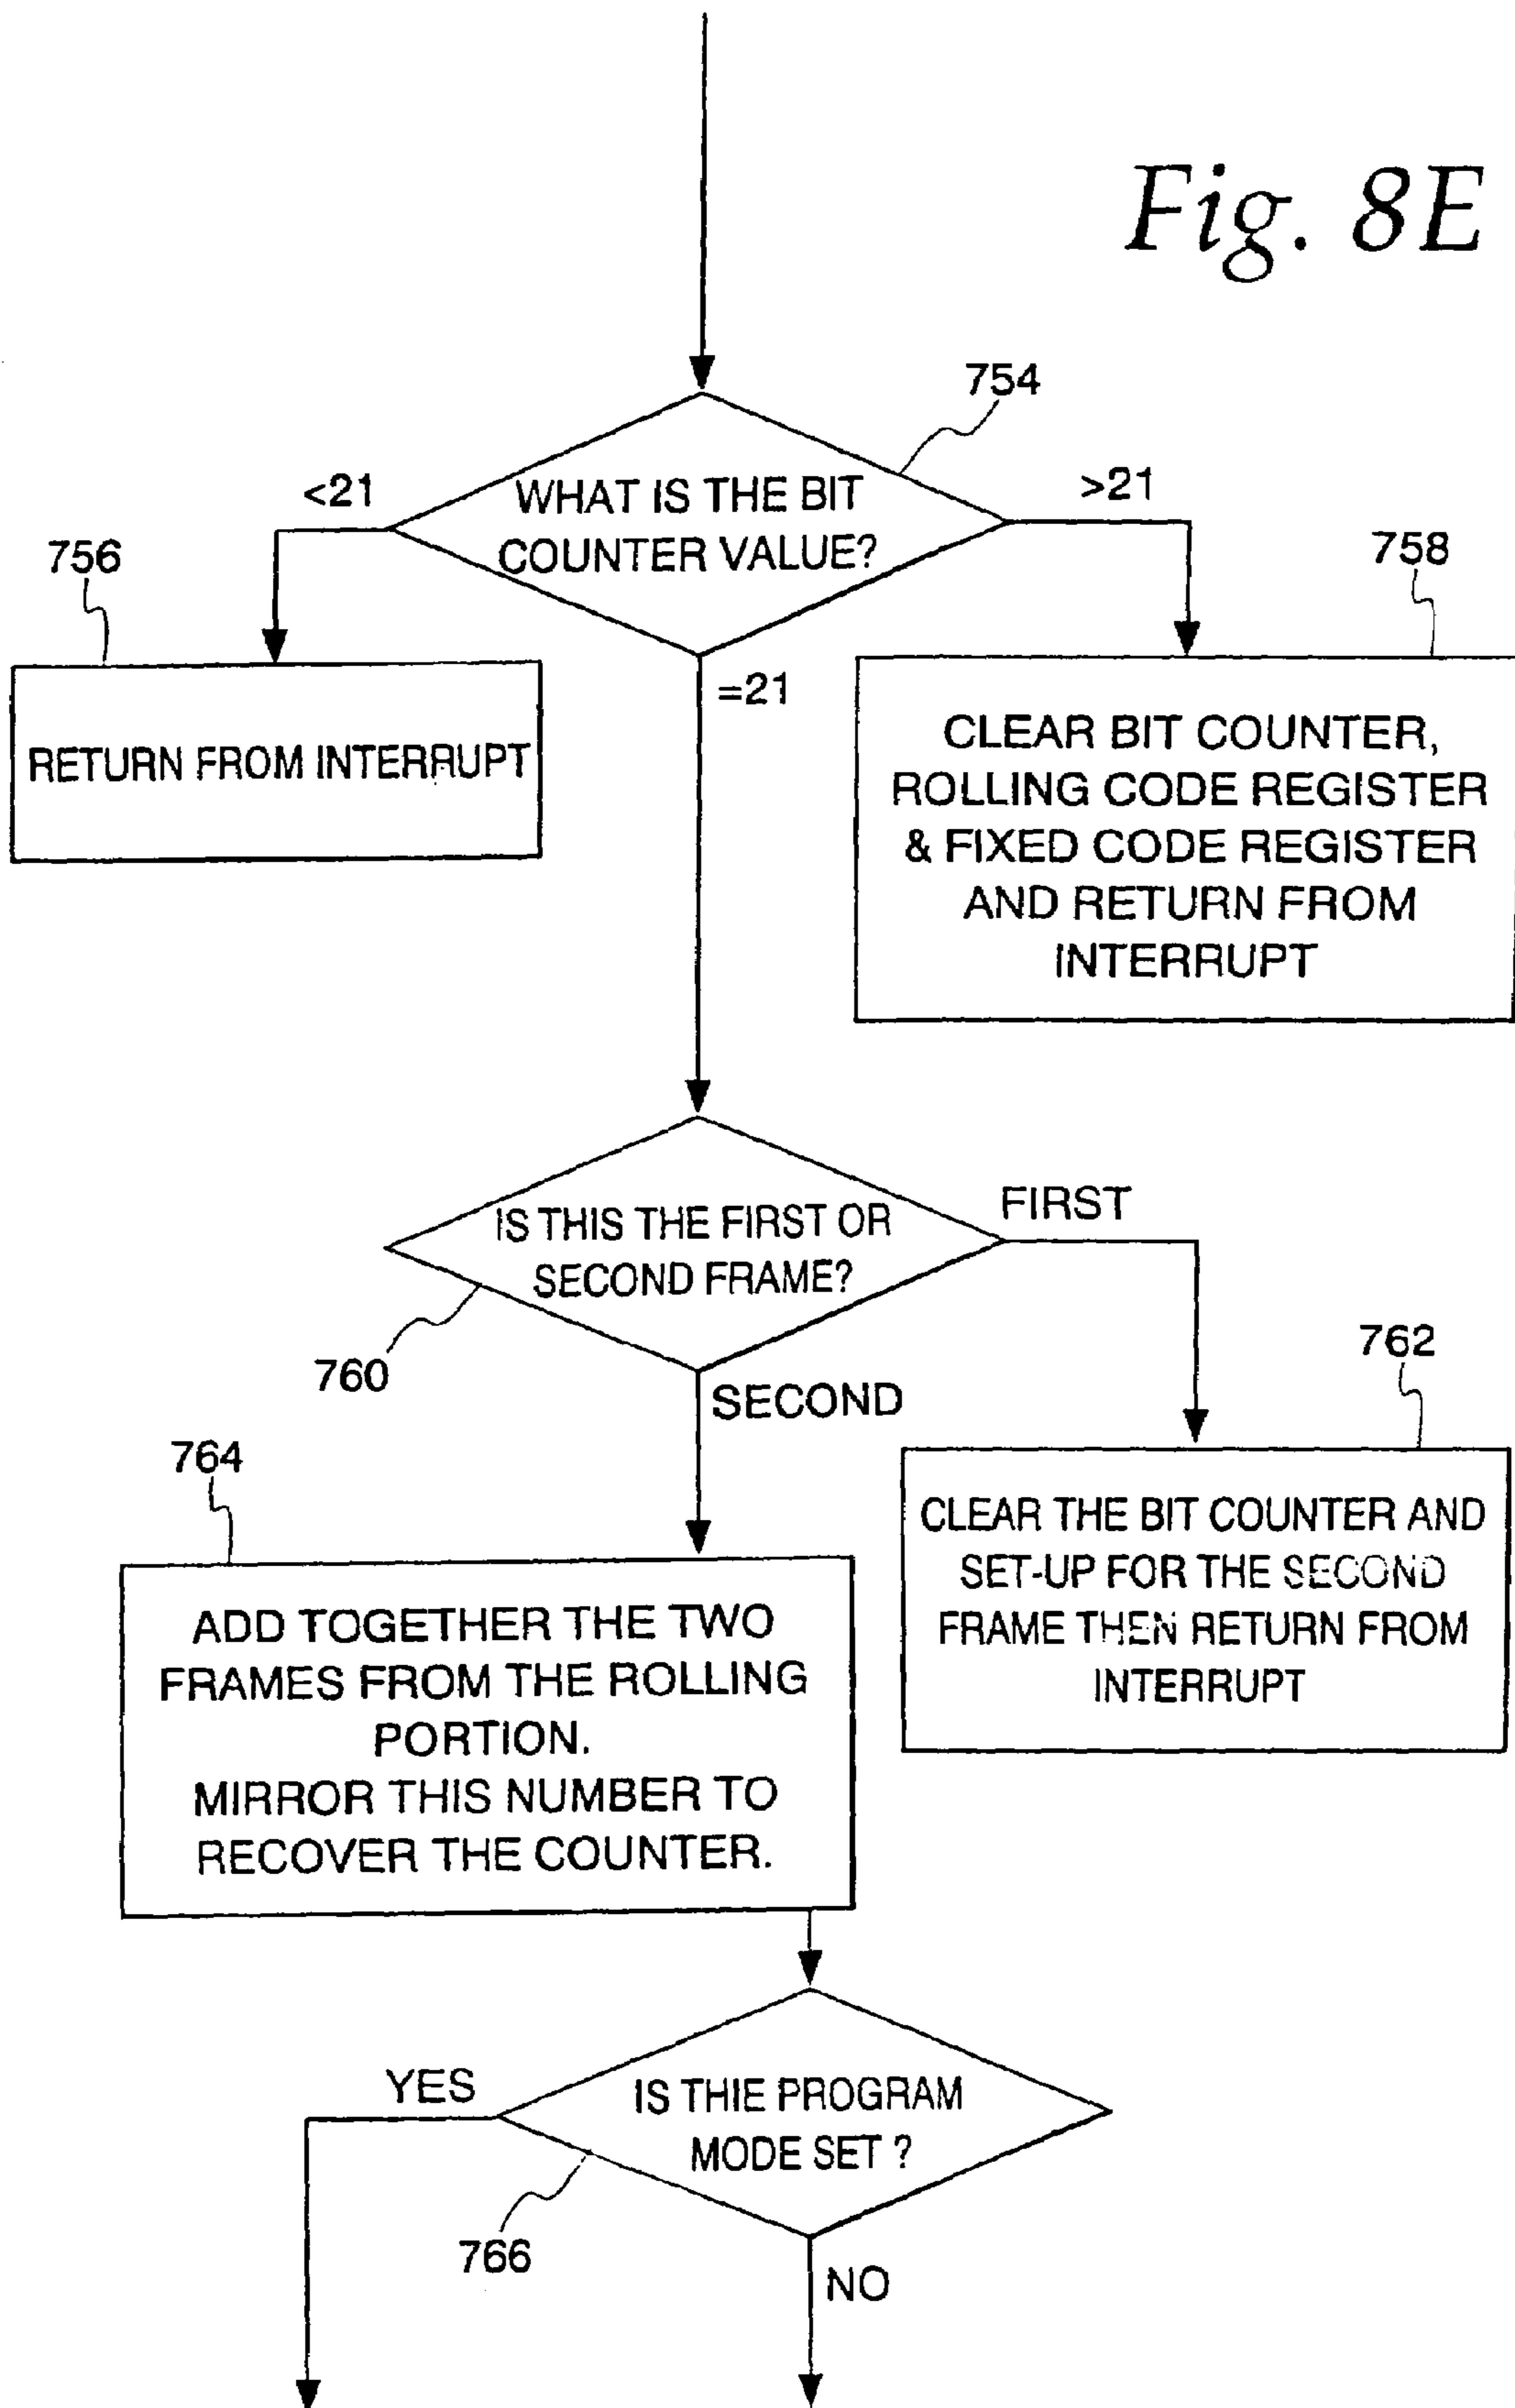 Fig. 8E
754
<21
WHAT IS THE BIT
COUNTER VALUE?
>21
756
758
=21
RETURN FROM INTERRUPT
CLEAR BIT COUNTER,
ROLLING CODE REGISTER
& FIXED CODE REGISTER
AND RETURN FROM
INTERRUPT
IS THIS THE FIRST OR
SECOND FRAME?
FIRST
760
762
SECOND
764
CLEAR THE BIT COUNTER AND
SET-UP FOR THE SECOND
FRAME THEN RETURN FROM
INTERRUPT
ADD TOGETHER THE TWO
FRAMES FROM THE ROLLING
PORTION.
MIRROR THIS NUMBER TO
RECOVER THE COUNTER.
YES
IS THIE PROGRAM
MODE SET ?
766
NO